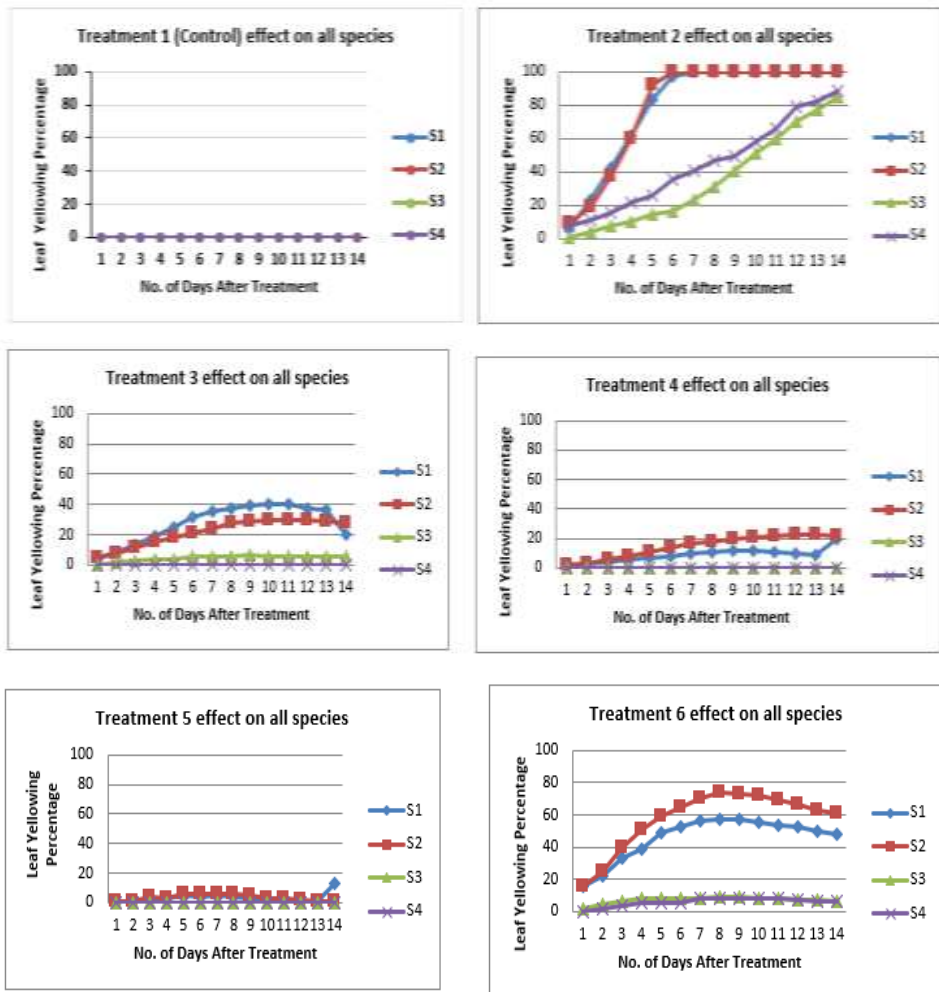 Treatment 1 (Control) effect on all species
Leaf Yellowing Percentage
100
80
60
40
20
0
1 2 3 4 5 6 7 8 9 10 11 12 13 14
No. of Days After Treatment
S1
S2
S3
S4
Treatment 2 effect on all species
Leaf Yellowing Percentage
100
80
60
40
20
0
1 2 3 4 5 6 7 8 9 10 11 12 13 14
No. of Days After Treatment
S1
S2
S3
S4
Treatment 3 effect on all species
Leaf Yellowing Percentage
100
80
60
40
20
0
1 2 3 4 5 6 7 8 9 10 11 12 13 14
No. of Days After Treatment
S1
S2
S3
S4
Treatment 4 effect on all species
Leaf Yellowing Percentage
100
80
60
40
20
0
1 2 3 4 5 6 7 8 9 10 11 12 13 14
No. of Days After Treatment
S1
S2
S3
S4
Treatment 5 effect on all species
Leaf Yellowing
Percentage
100
80
60
40
20
0
1 2 3 4 5 6 7 8 9 10 11 12 13 14
No. of Days After Treatment
S1
S2
S3
S4
Treatment 6 effect on all species
Leaf Yellowing Percentage
100
80
60
40
20
0
1 2 3 4 5 6 7 8 9 10 11 12 13 14
No. of Days After Treatment
S1
S2
S3
S4